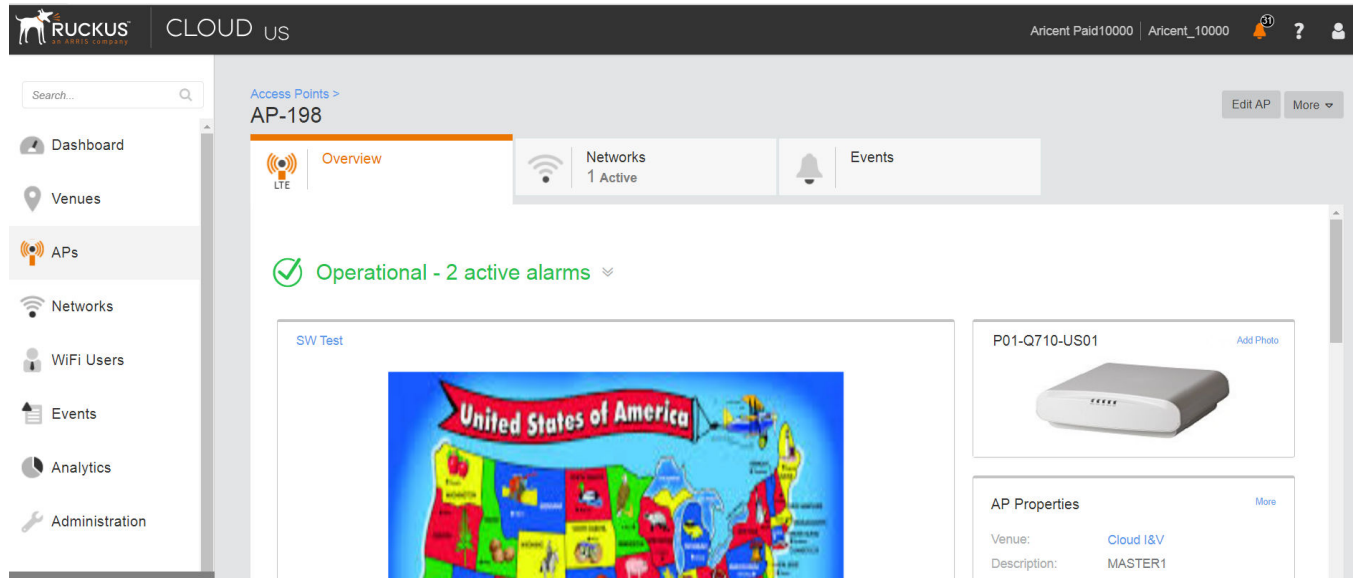 RUCKUS
an ARRIS company
CLOUD US
Aricent Paid10000
Aricent_10000
31
?
Search...
Dashboard
Venues
APs
Networks
WiFi Users
Events
Analytics
Administration
Access Points >
AP-198
Edit AP
More
LTE
Overview
Networks
1 Active
Events
Operational - 2 active alarms
SW Test
United States of America
P01-Q710-US01
Add Photo
AP Properties
More
Venue: Cloud I&V
Description: MASTER1